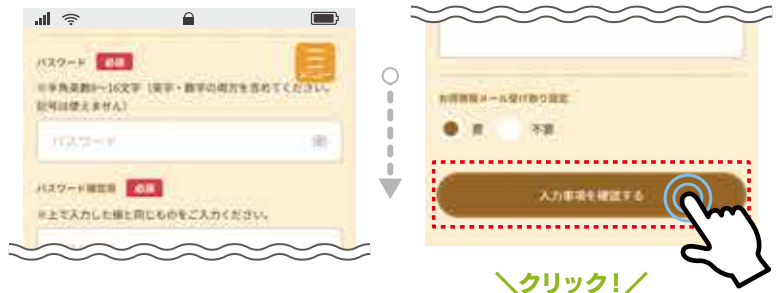 パスワード 必須
※半角英数8〜16文字（英字・数字の両方を含めてください。
記号は使えません）
パスワード
パスワード確認用 必須
※上で入力した値と同じものをご入力ください。
お得情報メール受け取り設定
要 不要
入力事項を確認する
＼クリック！／